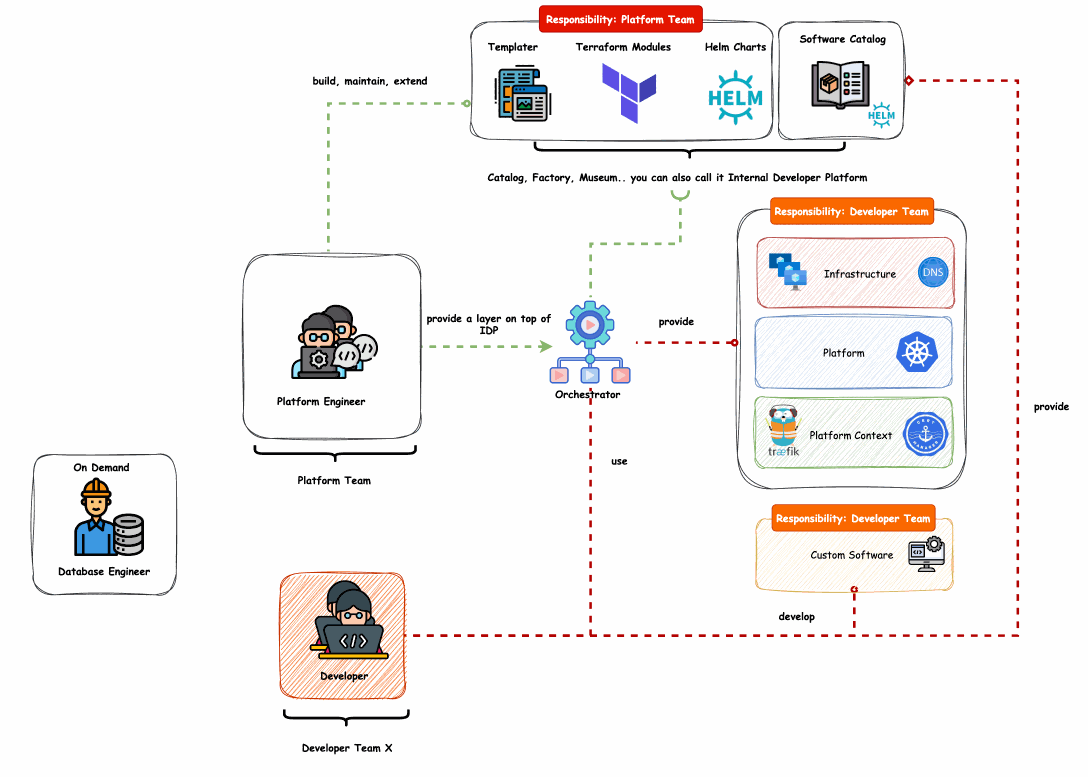 Responsibility: Platform Team
Templater
Terraform Modules
Helm Charts
Software Catalog
HELM
HELM
build, maintain, extend
Catalog, Factory, Museum.. you can also call it Internal Developer Platform
Responsibility: Developer Team
Infrastructure
DNS
provide a layer on top of
IDP
provide
Platform
Platform Engineer
Orchestrator
provide
Platform Context
CERT
MANAGER
træfik
use
Platform Team
On Demand
Database Engineer
Responsibility: Developer Team
Custom Software
develop
Developer
Developer Team X